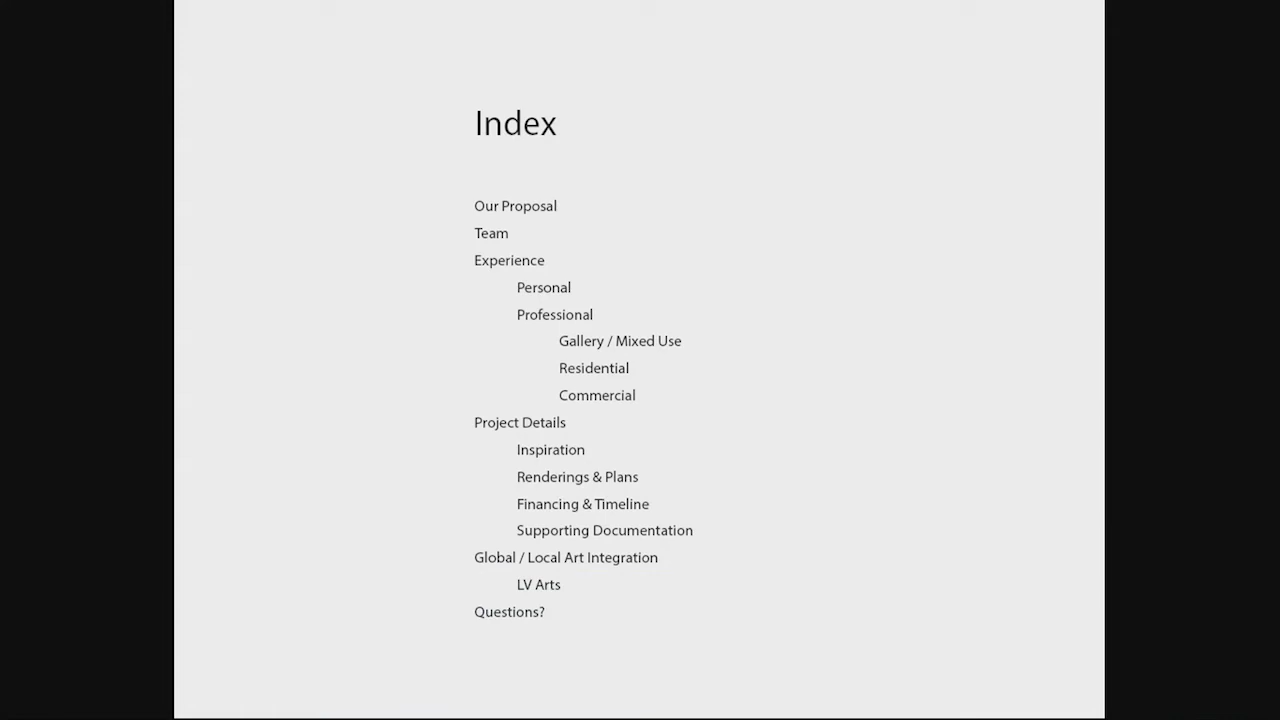 Index
Our Proposal
Team
Experience
Personal
Professional
Gallery / Mixed Use
Residential
Commercial
Project Details
Inspiration
Renderings & Plans
Financing & Timeline
Supporting Documentation
Global / Local Art Integration
LV Arts
Questions?